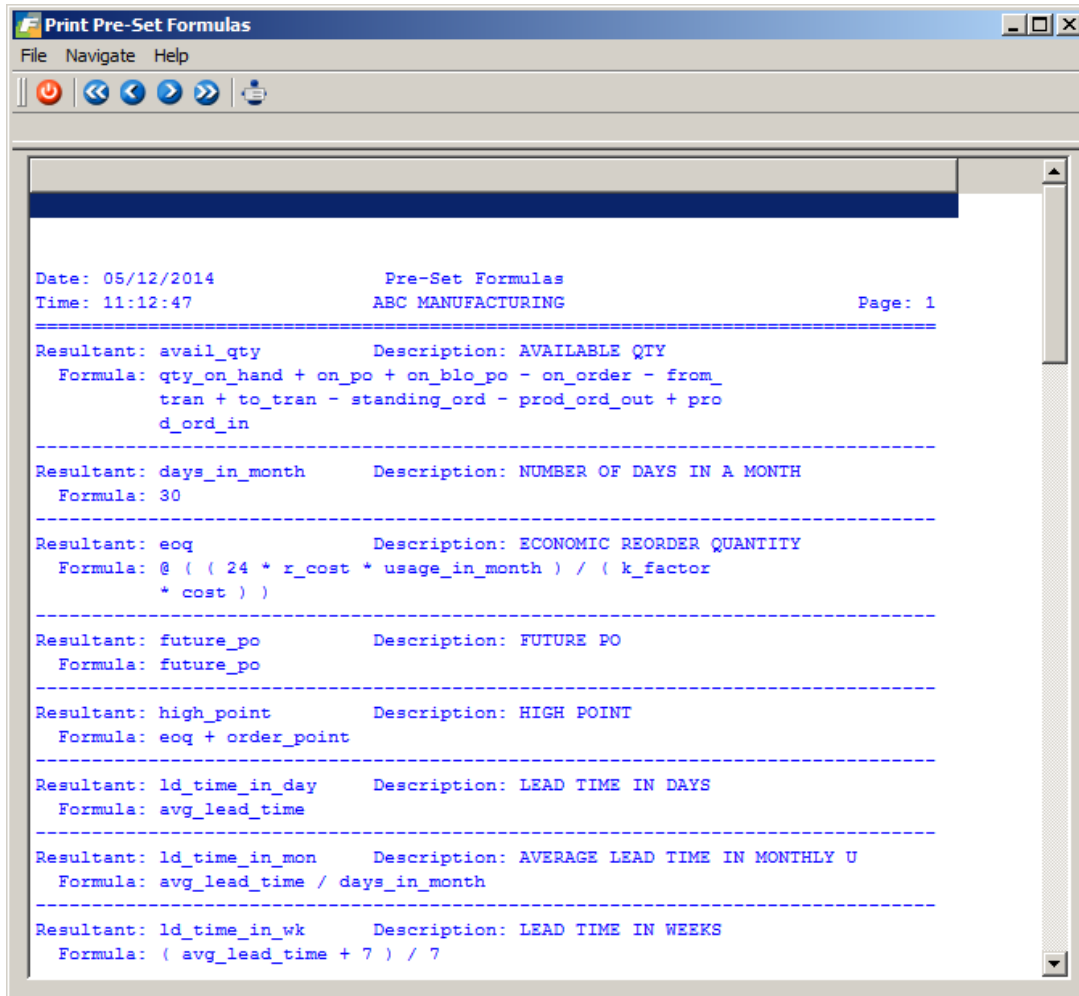 Print Pre-Set Formulas
File Navigate Help
Date: 05/12/2014 Pre-Set Formulas
Time: 11:12:47 ABC MANUFACTURING Page: 1
================================================================================
Resultant: avail_qty Description: AVAILABLE QTY
Formula: qty_on_hand + on_po + on_blo_po - on_order - from_
tran + to_tran - standing_ord - prod_ord_out + pro
d_ord_in
--------------------------------------------------------------------------------
Resultant: days_in_month Description: NUMBER OF DAYS IN A MONTH
Formula: 30
--------------------------------------------------------------------------------
Resultant: eoq Description: ECONOMIC REORDER QUANTITY
Formula: @ ( ( 24 * r_cost * usage_in_month ) / ( k_factor
* cost ) )
--------------------------------------------------------------------------------
Resultant: future_po Description: FUTURE PO
Formula: future_po
--------------------------------------------------------------------------------
Resultant: high_point Description: HIGH POINT
Formula: eoq + order_point
--------------------------------------------------------------------------------
Resultant: ld_time_in_day Description: LEAD TIME IN DAYS
Formula: avg_lead_time
--------------------------------------------------------------------------------
Resultant: ld_time_in_mon Description: AVERAGE LEAD TIME IN MONTHLY U
Formula: avg_lead_time / days_in_month
--------------------------------------------------------------------------------
Resultant: ld_time_in_wk Description: LEAD TIME IN WEEKS
Formula: ( avg_lead_time + 7 ) / 7